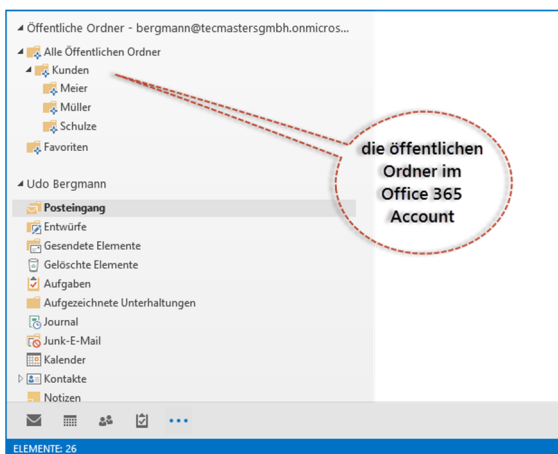 Öffentliche Ordner - bergmann@tecmastersgmbh.onmicros...
Alle Öffentlichen Ordner
Kunden
Meier
Müller
Schulze
Favoriten
die öffentlichen
Ordner im
Office 365
Account
Udo Bergmann
Posteingang
Entwürfe
Gesendete Elemente
Gelöschte Elemente
Aufgaben
Aufgezeichnete Unterhaltungen
Journal
Junk-E-Mail
Kalender
Kontakte
Notizen
ELEMENTE: 26